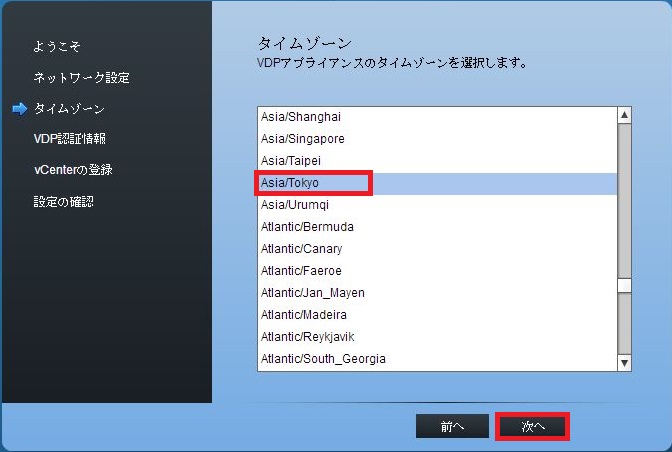 ようこそ
ネットワーク設定
タイムゾーン
VDP認証情報
vCenterの登録
設定の確認
タイムゾーン
VDPアプライアンスのタイムゾーンを選択します。
Asia/Shanghai
Asia/Singapore
Asia/Taipei
Asia/Tokyo
Asia/Urumqi
Atlantic/Bermuda
Atlantic/Canary
Atlantic/Faeroe
Atlantic/Jan_Mayen
Atlantic/Madeira
Atlantic/Reykjavik
Atlantic/South_Georgia
前へ
次へ